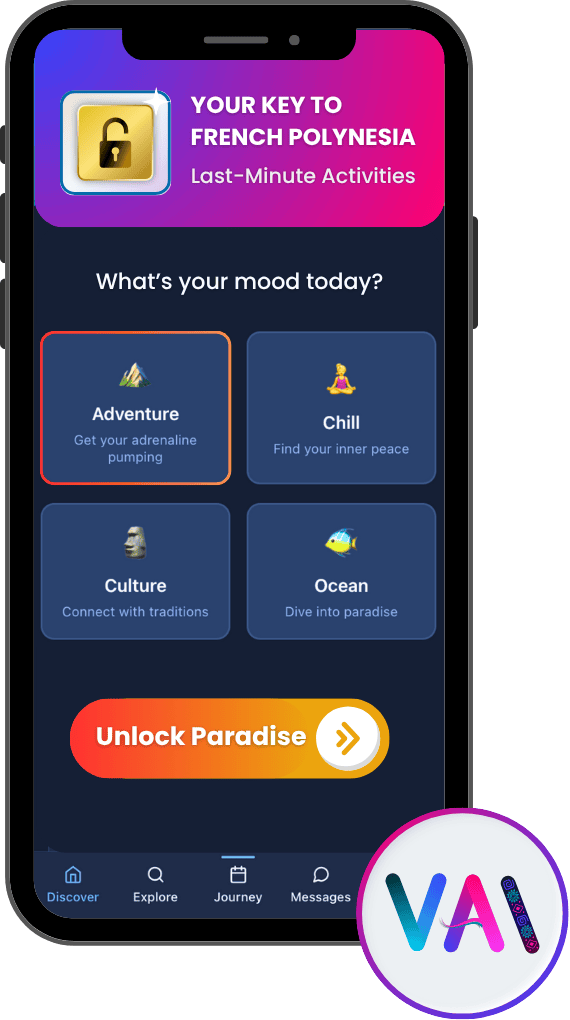 YOUR KEY TO
FRENCH POLYNESIA
Last-Minute Activities
What's your mood today?
Adventure
Get your adrenaline
pumping
Chill
Find your inner peace
Culture
Connect with traditions
Ocean
Dive into paradise
Unlock Paradise
Discover
Explore
Journey
Messages
VAI